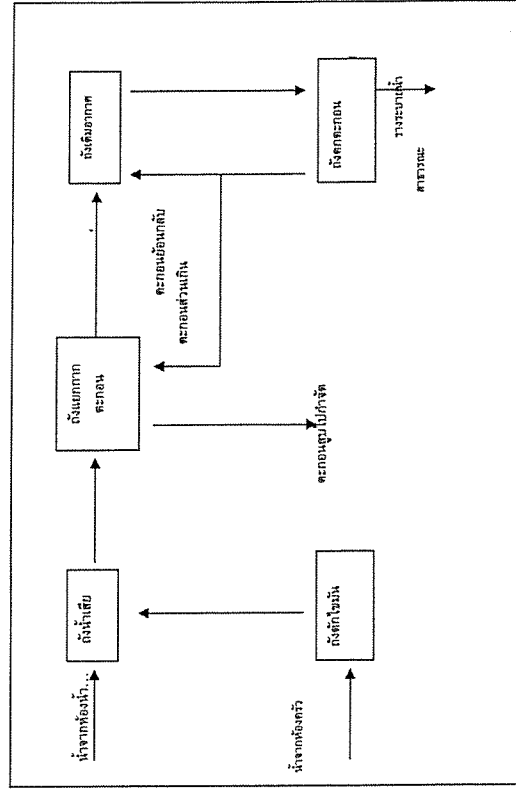 น้ำจากห้องน้ำ...
ถังน้ำเสีย
ถังแยกกาก
ตะกอน
ถังเติมอากาศ
ตะกอนย้อนกลับ
ตะกอนส่วนเกิน
น้ำจากห้องครัว
ถังดักไขมัน
ตะกอนสูบไปกำจัด
ถังตกตะกอน
รางระบายน้ำ
สาธารณะ